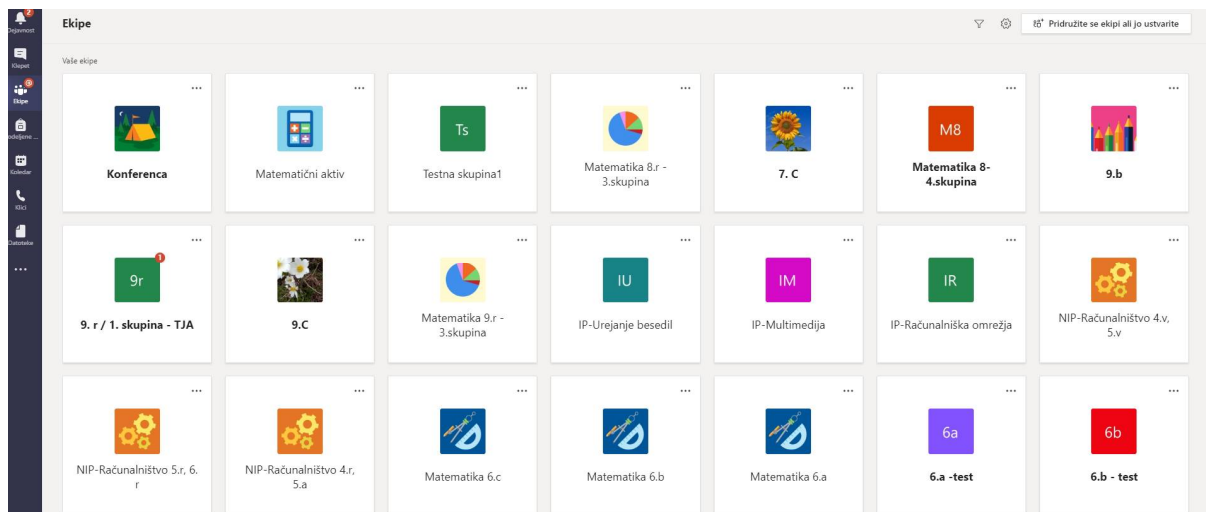 2
Dejavnost
Klepet
Ekipe
Koledar
Klici
Datoteke
Ekipe
Pridružite se ekipi ali jo ustvarite
Vaše ekipe
Konferenca
Matematični aktiv
Ts
Testna skupina1
Matematika 8.r -
3.skupina
7. C
M8
Matematika 8-
4.skupina
9.b
9r
1
9. r / 1. skupina - TJA
9.C
Matematika 9.r -
3.skupina
IU
IP-Urejanje besedil
IM
IP-Multimedija
IR
IP-Računalniška omrežja
NIP-Računalništvo 4.v,
5.v
NIP-Računalništvo 5.r, 6.
r
NIP-Računalništvo 4.r,
5.a
Matematika 6.c
Matematika 6.b
Matematika 6.a
6a
6.a -test
6b
6.b - test